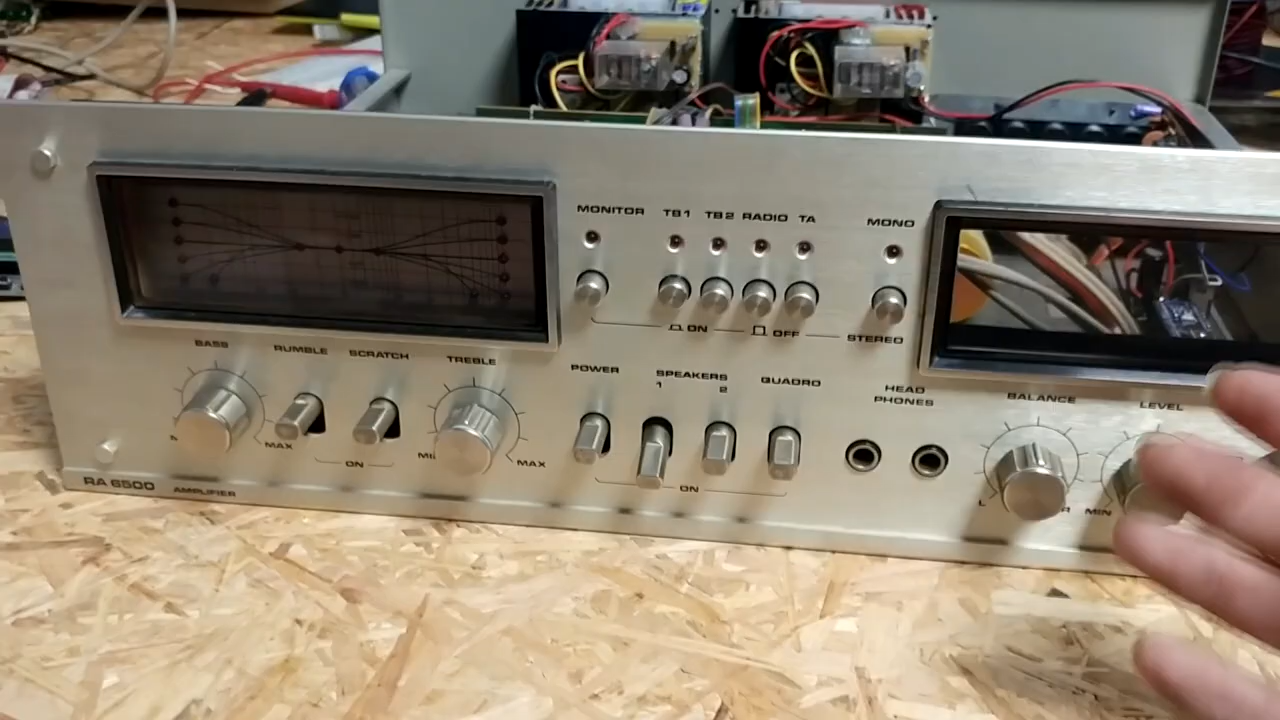 MONITOR TB1 TB2 RADIO TA MONO
ON OFF STEREO
BASS RUMBLE SCRATCH TREBLE
POWER SPEAKERS QUADRO HEAD PHONES BALANCE LEVEL
1 2
MAX ON MAX
ON
L R MIN
RA 6500 AMPLIFIER